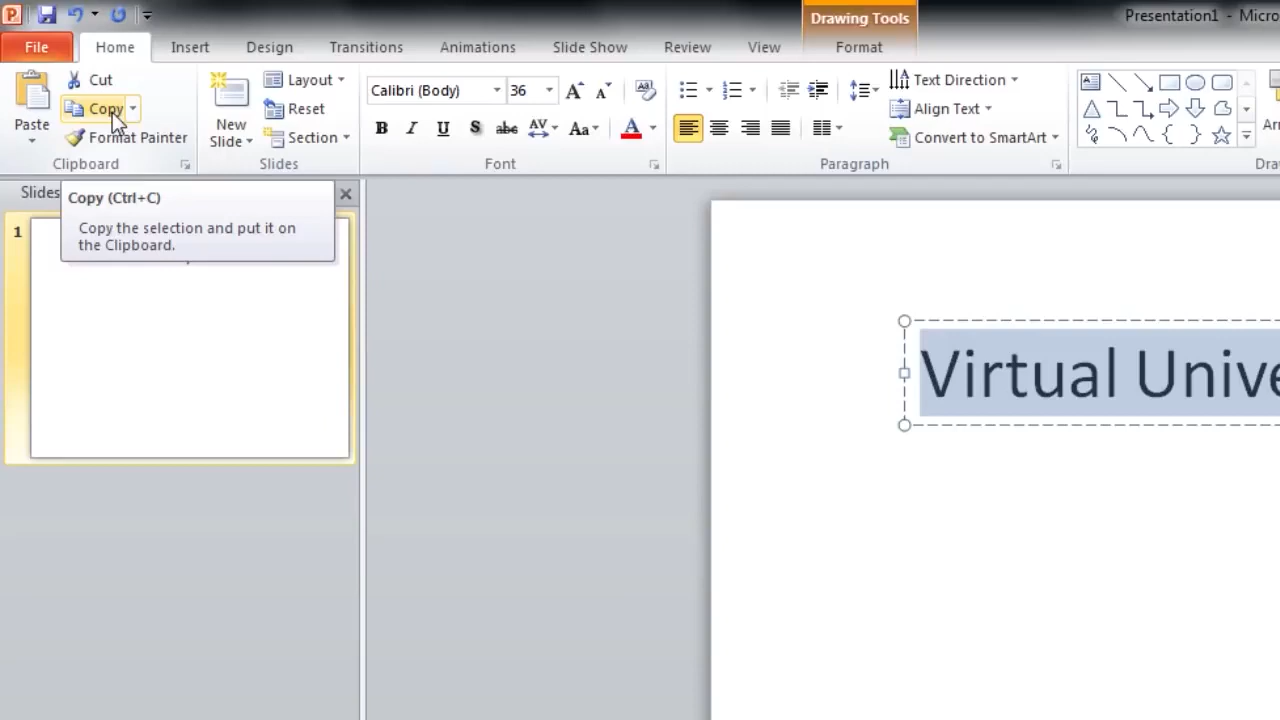 Drawing Tools
Presentation1 - Micro
File Home Insert Design Transitions Animations Slide Show Review View Format
Paste
Cut
Copy
Format Painter
Clipboard
New
Slide
Layout
Reset
Section
Slides
Calibri (Body) 36
B I U S abc AV Aa A
Font
Text Direction
Align Text
Convert to SmartArt
Paragraph
Slides
Copy (Ctrl+C)
Copy the selection and put it on
the Clipboard.
1
Virtual Unive